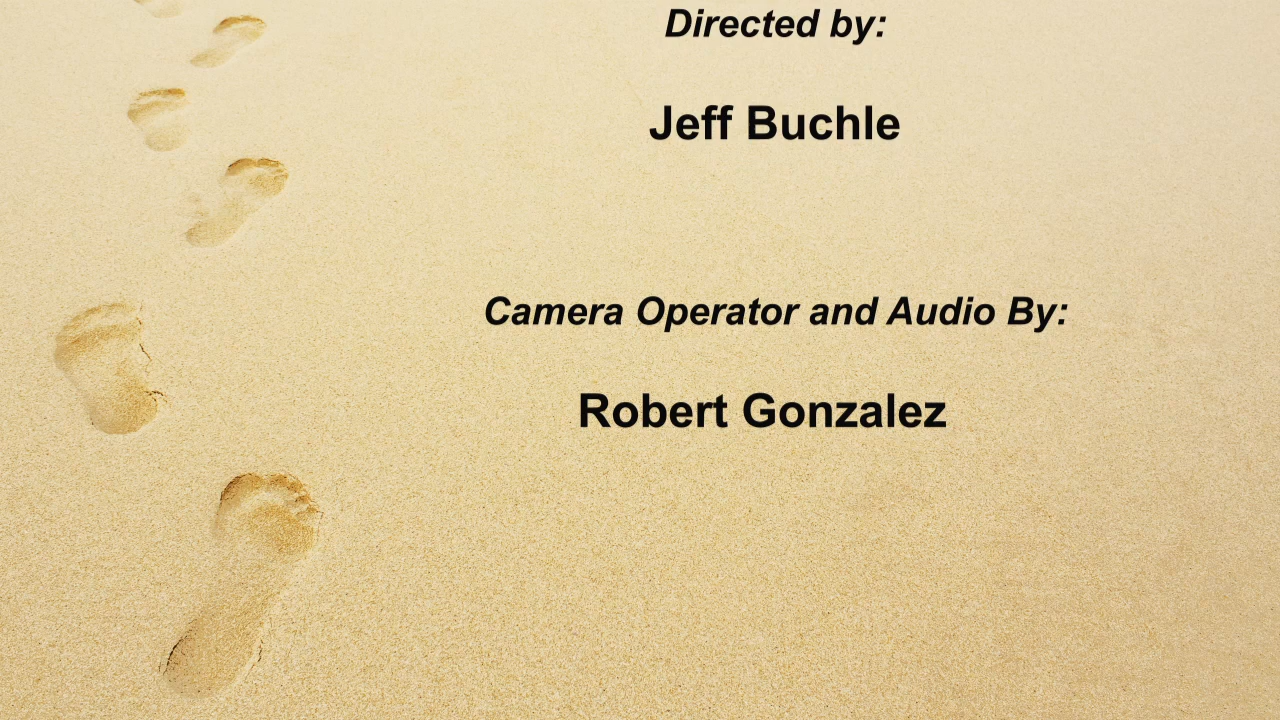 Directed by:
Jeff Buchle
Camera Operator and Audio By:
Robert Gonzalez